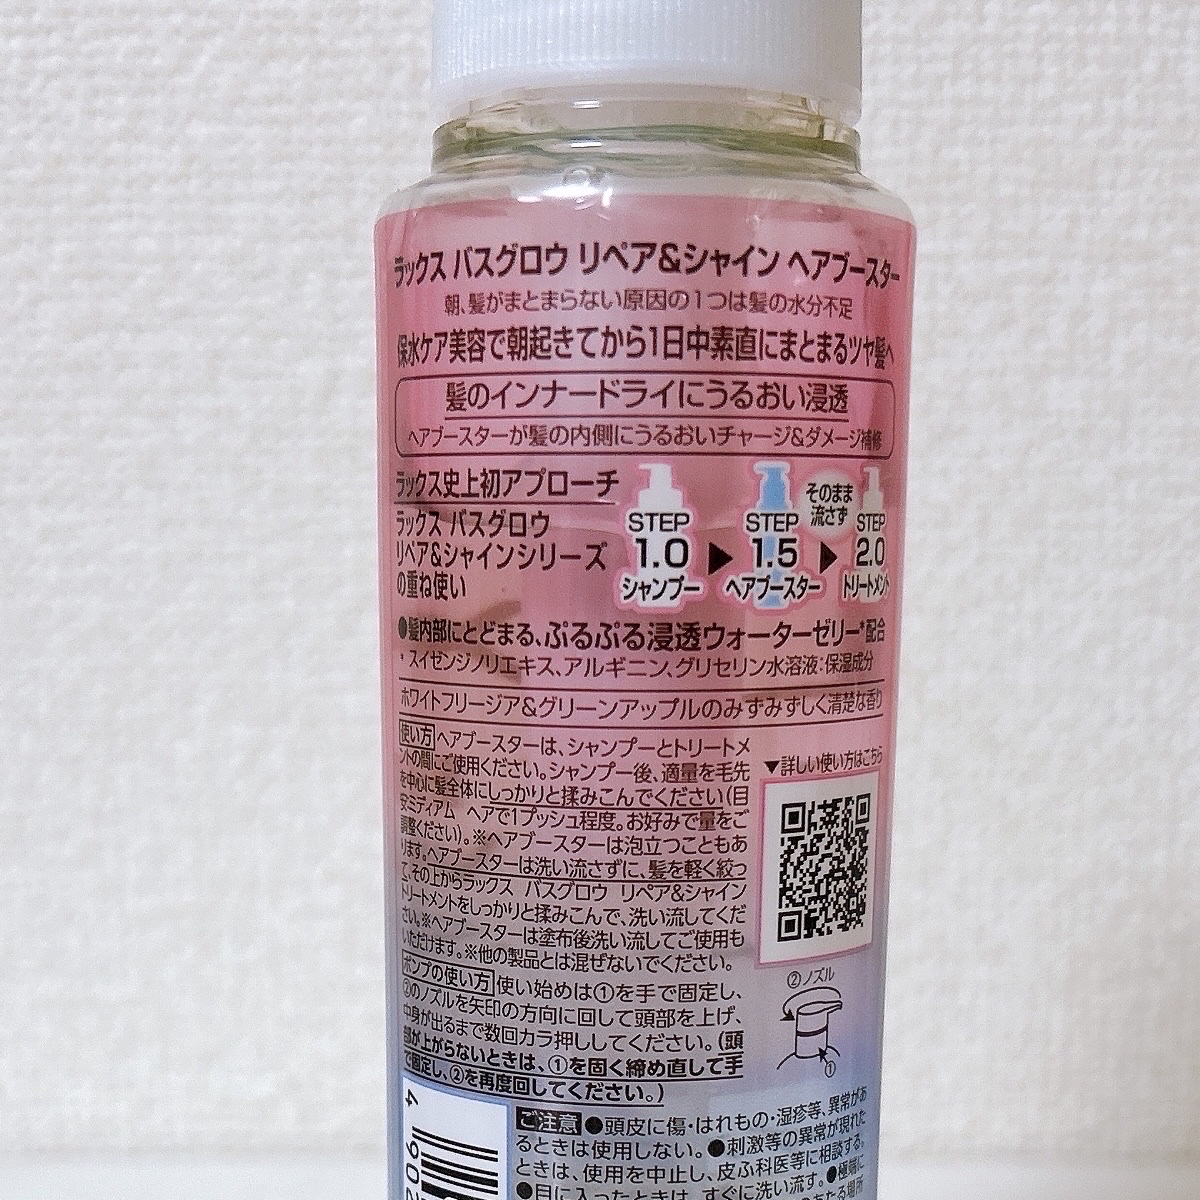 ラックス バスグロウ リペア&シャイン ヘアブースター
朝、髪がまとまらない原因の1つは髪の水分不足
保水ケア美容で朝起きてから1日中素直にまとまるツヤ髪へ
髪のインナードライにうるおい浸透
ヘアブースターが髪の内側にうるおいチャージ&ダメージ補修
ラックス史上初アプローチ
ラックス バスグロウ
リペア&シャインシリーズ
の重ね使い
STEP
1.0
シャンプー
STEP
1.5
ヘアブースター
そのまま
流さず
STEP
2.0
トリートメント
●髪内部にとどまる、ぷるぷる浸透ウォーターゼリー*配合
* スイゼンジノリエキス、アルギニン、グリセリン水溶液:保湿成分
ホワイトフリージア&グリーンアップルのみずみずしく清楚な香り
使い方 ヘアブースターは、シャンプーとトリートメ
ントの間にご使用ください。シャンプー後、適量を毛先
を中心に髪全体にしっかりと揉みこんでください(目
安:ミディアム ヘアで1プッシュ程度。お好みで量をご
調整ください)。※ヘアブースターは泡立つこともあ
ります。ヘアブースターは洗い流さずに、髪を軽く絞っ
て、その上からラックス バスグロウ リペア&シャイン
トリートメントをしっかりと揉みこんで、洗い流してくだ
さい。※ヘアブースターは塗布後洗い流してご使用も
いただけます。※他の製品とは混ぜないでください。
▼詳しい使い方はこちら
ポンプの使い方 使い始めは①を手で固定し、
②のノズルを矢印の方向に回して頭部を上げ、
中身が出るまで数回カラ押ししてください。(頭
部が上がらないときは、①を固く締め直して手
で固定し、②を再度回してください。)
②ノズル
①
ご注意 ●頭皮に傷・はれもの・湿疹等、異常があ
るときは使用しない。●刺激等の異常が現れた
ときは、使用を中止し、皮ふ科医等に相談する。
●目に入ったときは、すぐに洗い流す。●極端に
のあたる場所
4
902